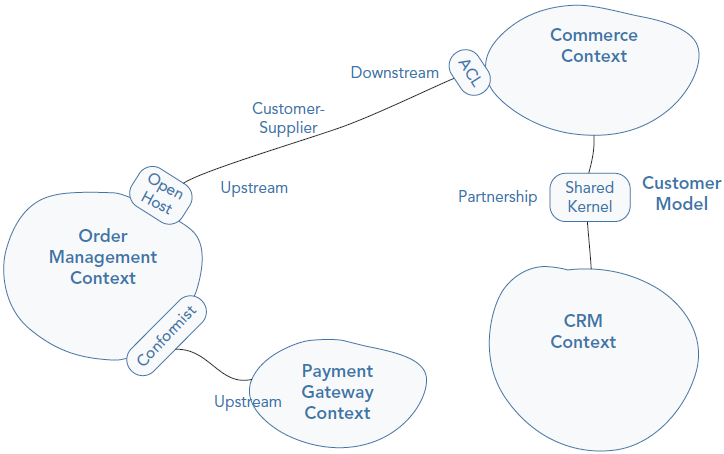 Commerce
Context
ACL
Downstream
Customer-
Supplier
Open
Host
Upstream
Partnership
Shared
Kernel
Customer
Model
Order
Management
Context
Conformist
CRM
Context
Payment
Gateway
Context
Upstream